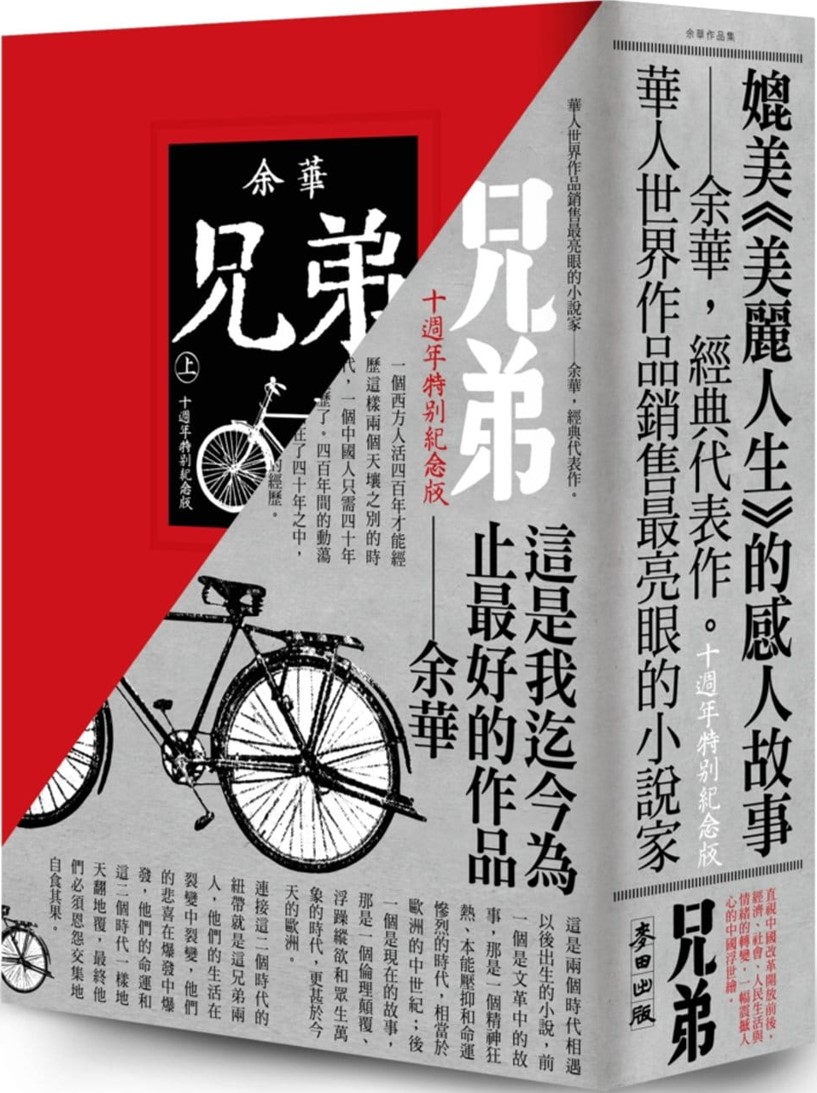 余華
兄弟
上
十週年特別紀念版
華人世界作品銷售最亮眼的小說家──余華，經典代表作。
兄弟
十週年特別紀念版
一個西方人活四百年才能經
歷這樣兩個天壤之別的時
代，一個中國人只需四十年
歷了。四百年間的動蕩
在了四十年之中，
的經歷。
這是我迄今為
止最好的作品
──余華
這是兩個時代相遇
以後出生的小說，前
一個是文革中的故
事，那是一個精神狂
熱、本能壓抑和命運
慘烈的時代，相當於
歐洲的中世紀；後
一個是現在的故事，
那是一個倫理顛覆、
浮躁縱欲和眾生萬
象的時代，更甚於今
天的歐洲。
連接這二個時代的
紐帶就是這兄弟兩
人，他們的生活在
裂變中裂變，他們
的悲喜在爆發中爆
發，他們的命運和
這二個時代一樣地
天翻地覆，最終他
們必須恩怨交集地
自食其果。
余華作品集
媲美《美麗人生》的感人故事
──余華，經典代表作。十週年特別紀念版
華人世界作品銷售最亮眼的小說家
直視中國改革開放前後，
經濟、社會、人民生活與
情緒的轉變，一幅震撼人
心的中國浮世繪。
兄弟
麥田出版